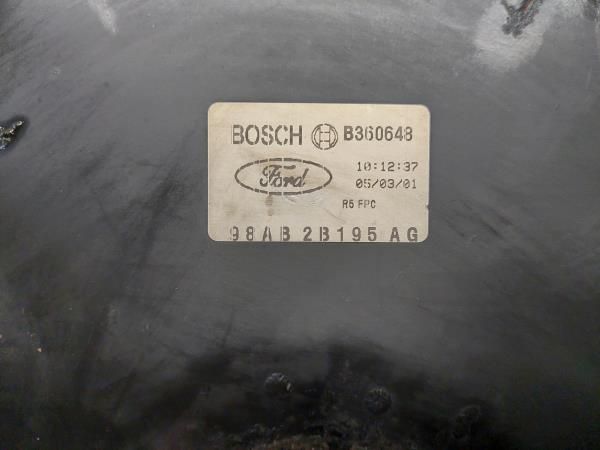 BOSCH B360648
Ford 10:12:37
05/03/01
R5 FPC
98AB 2B195 AG